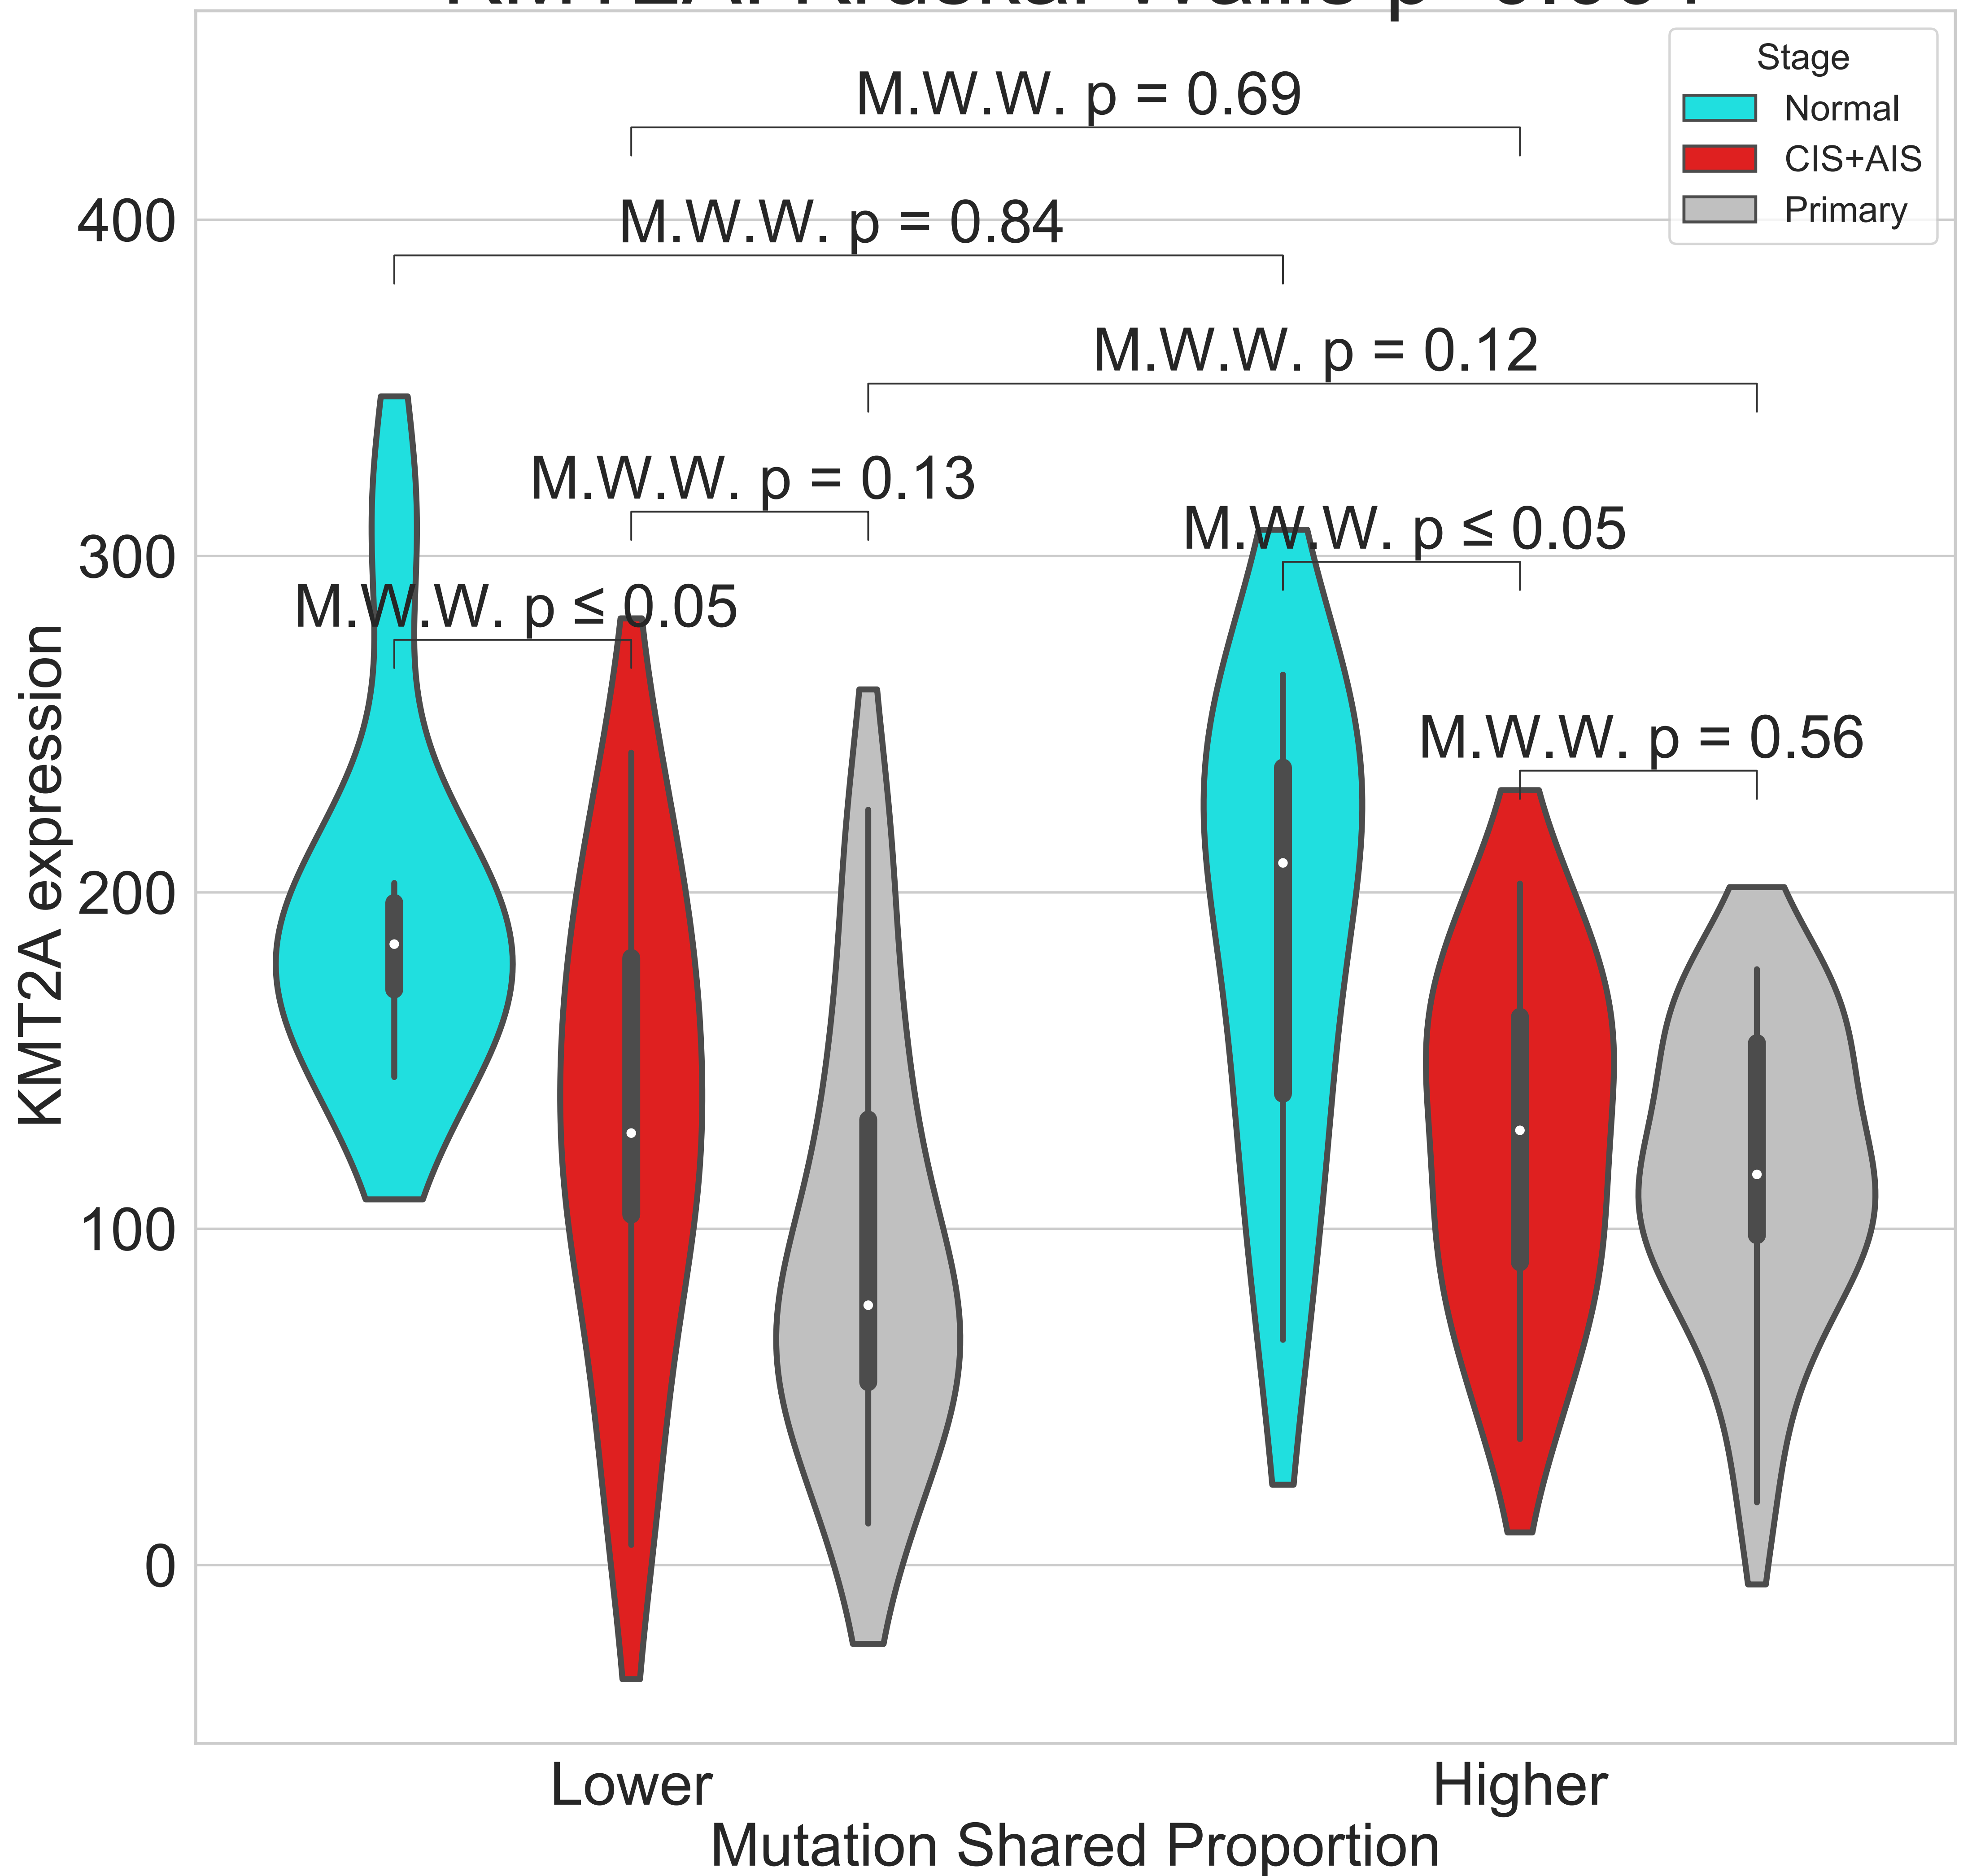 Stage
Normal
CIS+AIS
Primary
M.W.W. p = 0.69
M.W.W. p = 0.84
M.W.W. p = 0.12
M.W.W. p = 0.13
M.W.W. p ≤ 0.05
M.W.W. p ≤ 0.05
M.W.W. p = 0.56
400
300
200
100
0
KMT2A expression
Lower
Higher
Mutation Shared Proportion